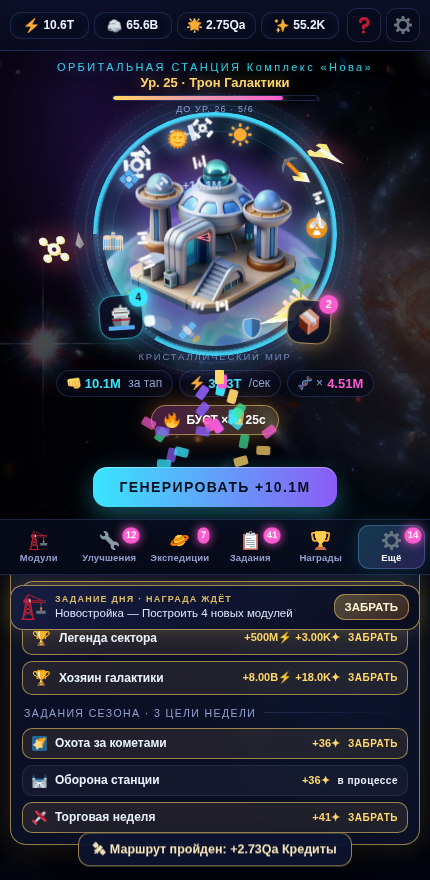 10.6T 65.6B 2.75Qa 55.2K ?
ОРБИТАЛЬНАЯ СТАНЦИЯ Комплекс «Нова»
Ур. 25 · Трон Галактики
ДО УР. 26 · 5/6
4
2
КРИСТАЛЛИЧЕСКИЙ МИР
10.1M за тап
/сек
× 4.51M
БУСТ 25с
ГЕНЕРИРОВАТЬ +10.1M
12 7 41 14
Модули Улучшения Экспедиции Задания Награды Ещё
ЗАДАНИЕ ДНЯ · НАГРАДА ЖДЁТ
Новостройка — Построить 4 новых модулей
ЗАБРАТЬ
Легенда сектора +500M⚡ +3.00K✦ ЗАБРАТЬ
Хозяин галактики +8.00B⚡ +18.0K✦ ЗАБРАТЬ
ЗАДАНИЯ СЕЗОНА · 3 ЦЕЛИ НЕДЕЛИ
Охота за кометами +36✦ ЗАБРАТЬ
Оборона станции +36✦ в процессе
Торговая неделя +41✦ ЗАБРАТЬ
Маршрут пройден: +2.73Qa Кредиты